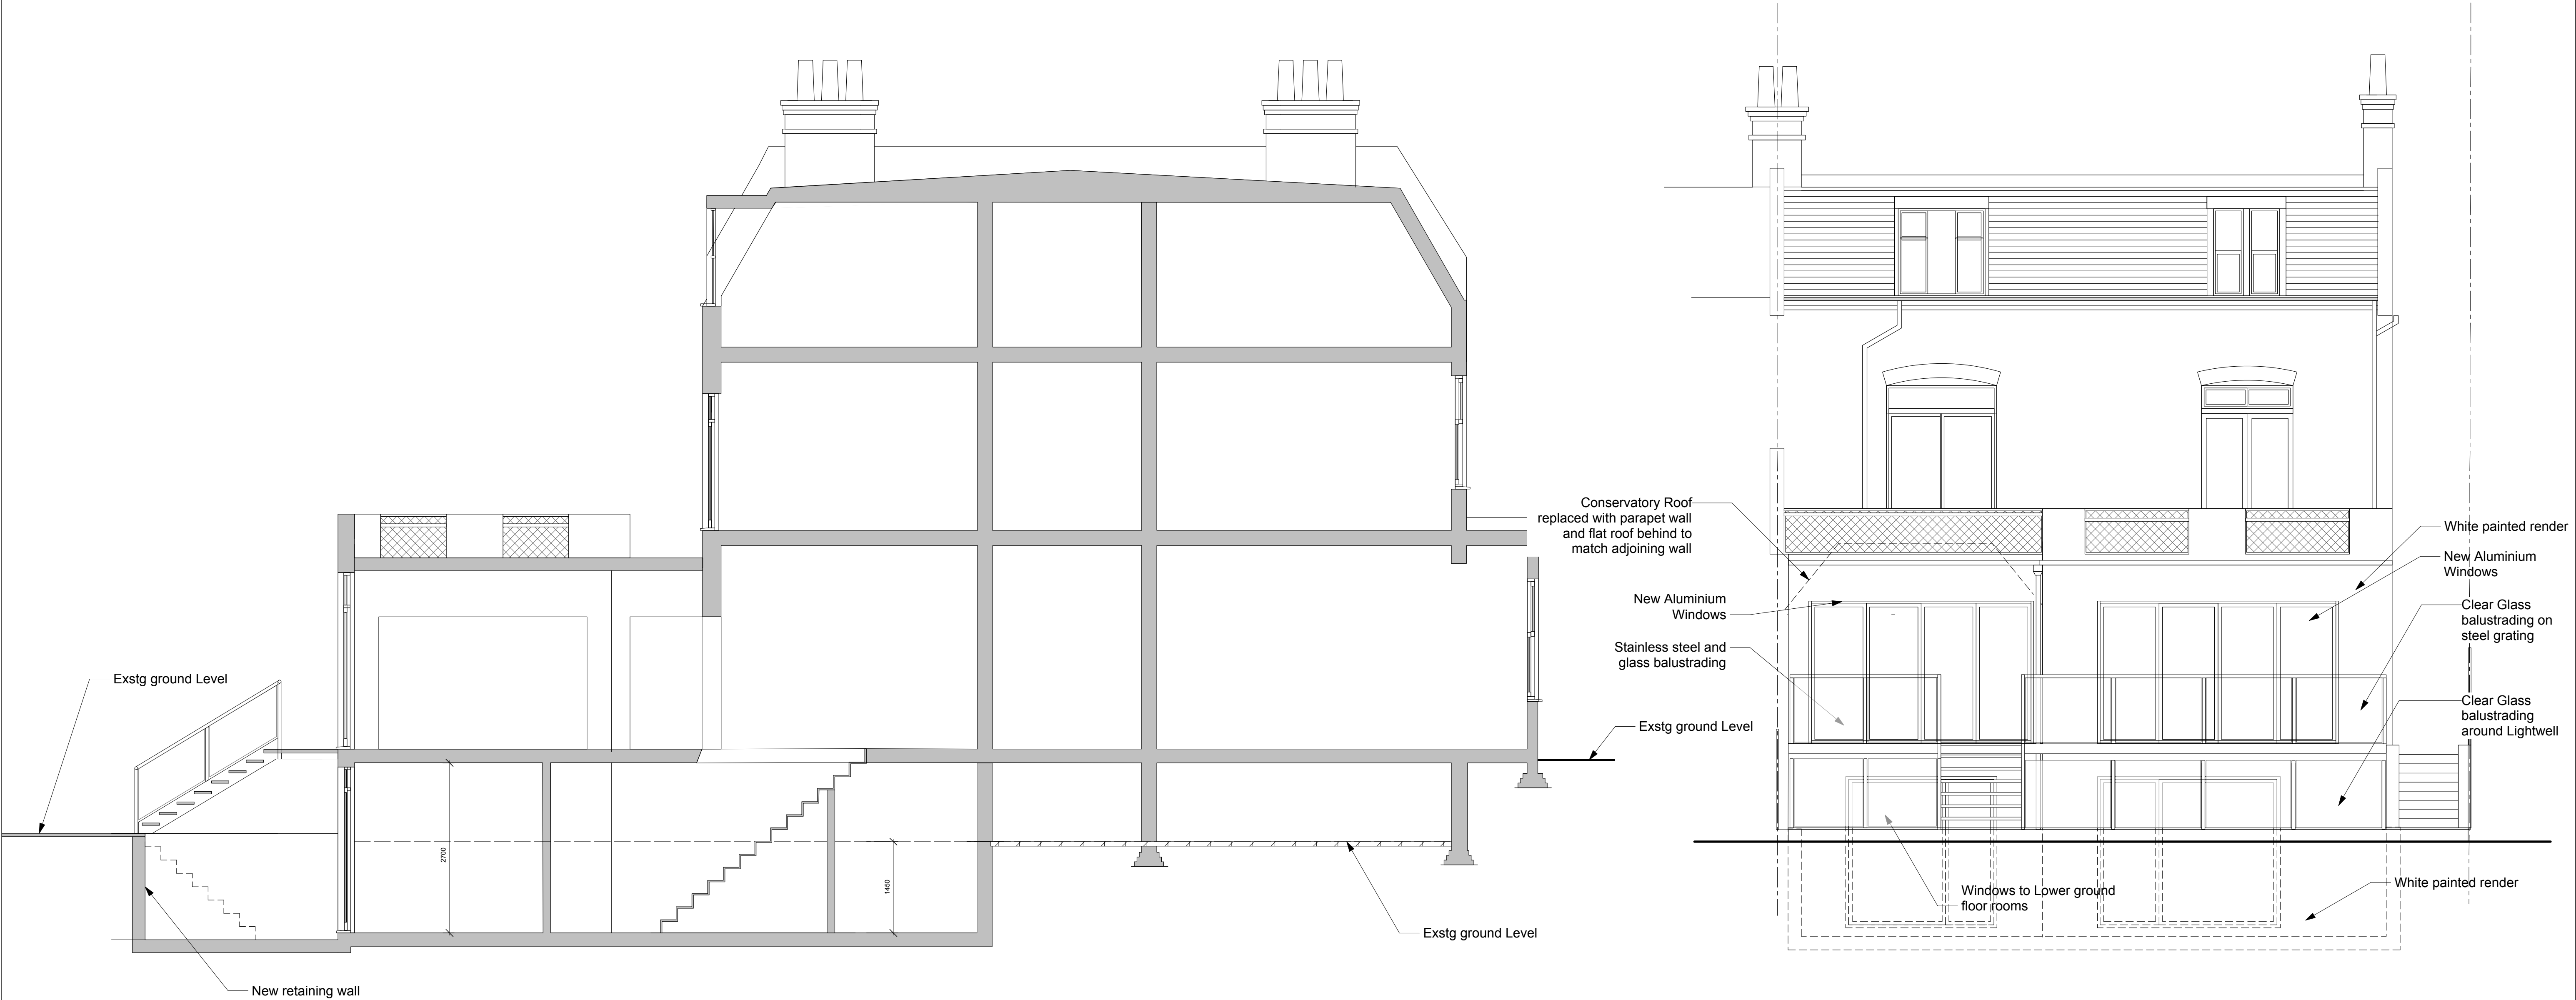 Exstg ground Level
2700
1450
New retaining wall
Exstg ground Level
Exstg ground Level
Conservatory Roof
replaced with parapet wall
and flat roof behind to
match adjoining wall
New Aluminium
Windows
Stainless steel and
glass balustrading
White painted render
New Aluminium
Windows
Clear Glass
balustrading on
steel grating
Clear Glass
balustrading
around Lightwell
Windows to Lower ground
floor rooms
White painted render